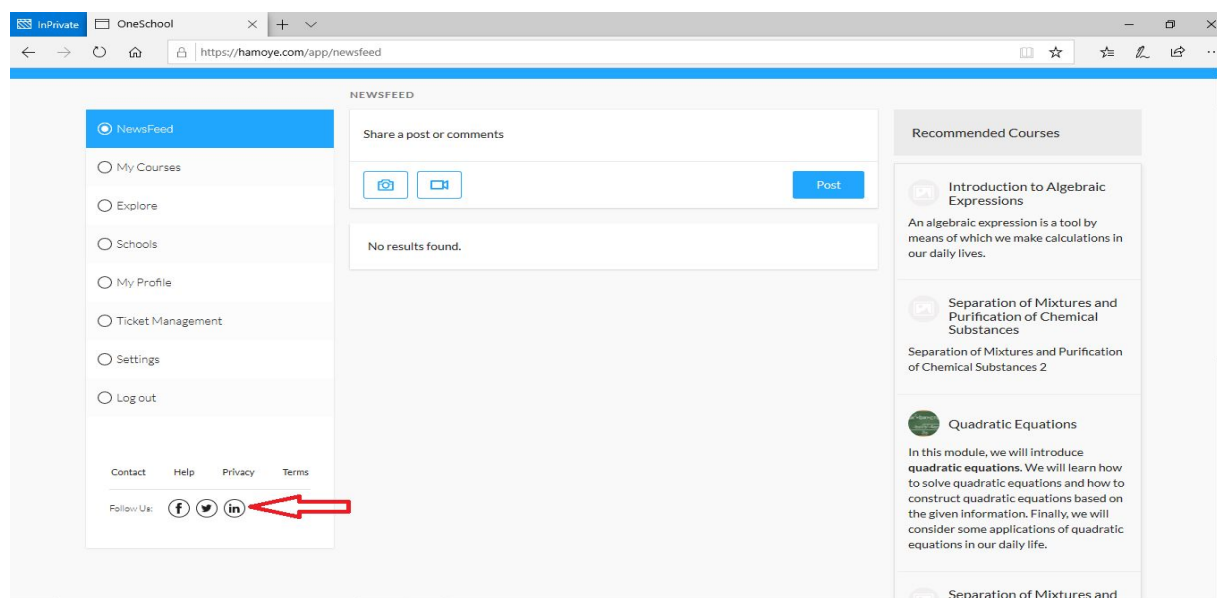 InPrivate
OneSchool
https://hamoye.com/app/newsfeed
NEWSFEED
NewsFeed
My Courses
Explore
Schools
My Profile
Ticket Management
Settings
Log out
Contact Help Privacy Terms
Follow Us: f in
Share a post or comments
Post
No results found.
Recommended Courses
Introduction to Algebraic
Expressions
An algebraic expression is a tool by
means of which we make calculations in
our daily lives.
Separation of Mixtures and
Purification of Chemical
Substances
Separation of Mixtures and Purification
of Chemical Substances 2
Quadratic Equations
In this module, we will introduce
quadratic equations. We will learn how
to solve quadratic equations and how to
construct quadratic equations based on
the given information. Finally, we will
consider some applications of quadratic
equations in our daily life.
Separation of Mixtures and